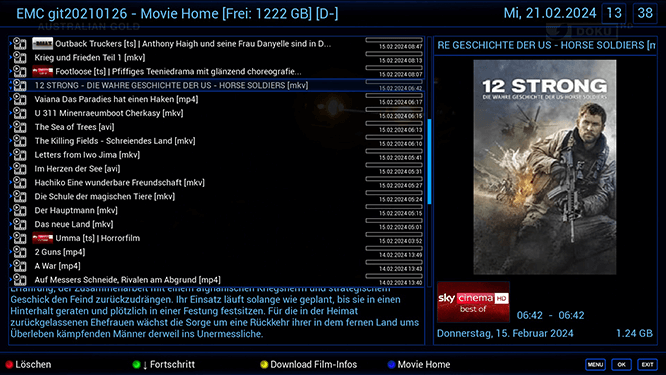 EMC git20210126 - Movie Home [Frei: 1222 GB] [D-]
Mi, 21.02.2024 13 38
AUSTRALIAN GOLD
DOKU
Outback Truckers [ts] | Anthony Haigh und seine Frau Danyelle sind in D... 15 02 2024 08:47
Krieg und Frieden Teil 1 [mkv] 15 02 2024 08:13
Footloose [ts] | Pfiffiges Teeniedrama mit glänzend choreografie... 15 02 2024 08:07
12 STRONG - DIE WAHRE GESCHICHTE DER US - HORSE SOLDIERS [mkv] 15 02 2024 06:42
Vaiana Das Paradies hat einen Haken [mp4] 15 02 2024 06:17
U 311 Minenraeumboot Cherkasy [mkv] 15 02 2024 06:15
The Sea of Trees [avi] 15 02 2024 06:13
The Killing Fields - Schreiendes Land [mkv] 15 02 2024 06:10
Letters from Iwo Jima [mkv] 15 02 2024 05:41
Im Herzen der See [avi] 15 02 2024 05:31
Hachiko Eine wunderbare Freundschaft [mkv] 15 02 2024 05:27
Die Schule der magischen Tiere [mkv] 15 02 2024 05:24
Der Hauptmann [mkv] 15 02 2024 05:15
Das neue Land [mkv] 15 02 2024 05:01
Umma [ts] | Horrorfilm 15 02 2024 03:52
2 Guns [mp4] 14 02 2024 13:49
A War [mp4] 14 02 2024 13:43
Auf Messers Schneide, Rivalen am Abgrund [mp4] 14 02 2024 13:40
Erfahrung, der Zusammenarbeit mit einem afghanischen Kriegsherrn und strategischem
Geschick den Feind zurückzudrängen. Ihr Einsatz läuft solange wie geplant, bis sie in einen
Hinterhalt geraten und plötzlich in einer Festung festsitzen. Für die in der Heimat
zurückgelassenen Ehefrauen wächst die Sorge um eine Rückkehr ihrer in dem fernen Land ums
Überleben kämpfenden Männer derweil ins Unermessliche.
RE GESCHICHTE DER US - HORSE SOLDIERS [m
12 STRONG
DIE WAHRE GESCHICHTE DER US-HORSE SOLDIERS
sky cinema HD
best of
06:42 - 06:42
Donnerstag, 15. Februar 2024 1.24 GB
Löschen
↓ Fortschritt
Download Film-Infos
Movie Home
MENU OK EXIT